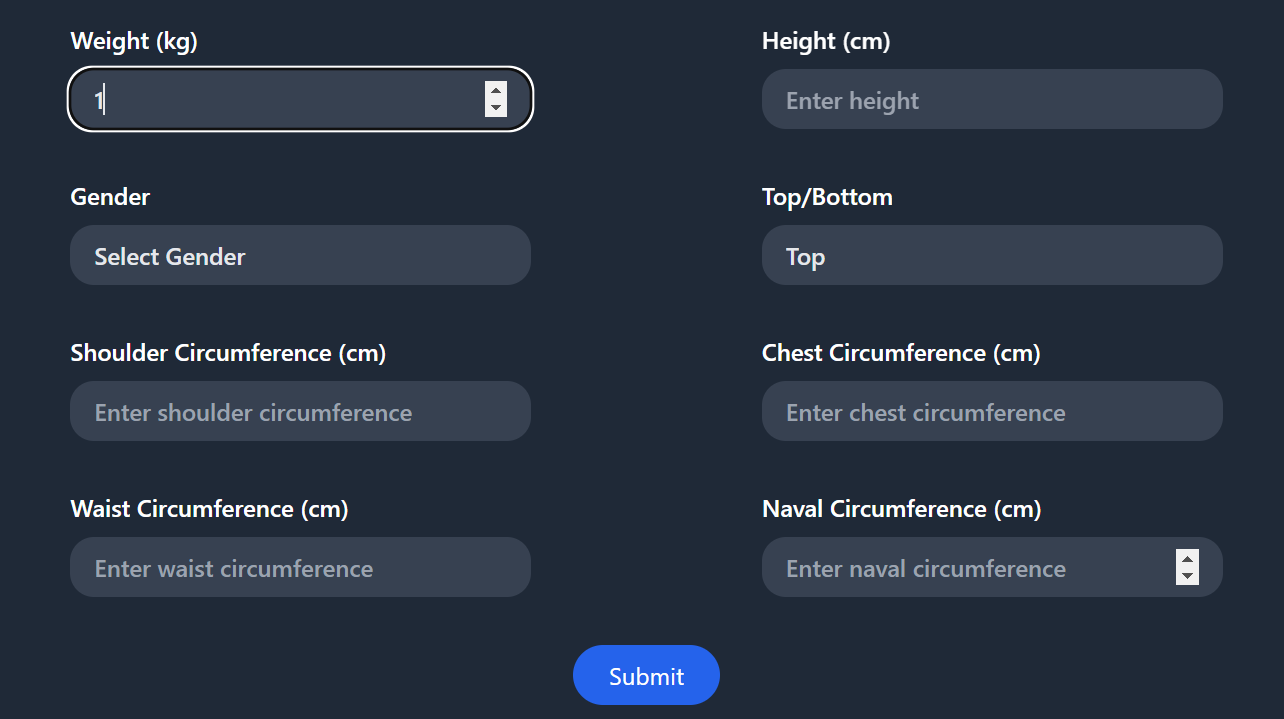 Weight (kg)
Height (cm)
1
Enter height
Gender
Top/Bottom
Select Gender
Top
Shoulder Circumference (cm)
Chest Circumference (cm)
Enter shoulder circumference
Enter chest circumference
Waist Circumference (cm)
Naval Circumference (cm)
Enter waist circumference
Enter naval circumference
Submit